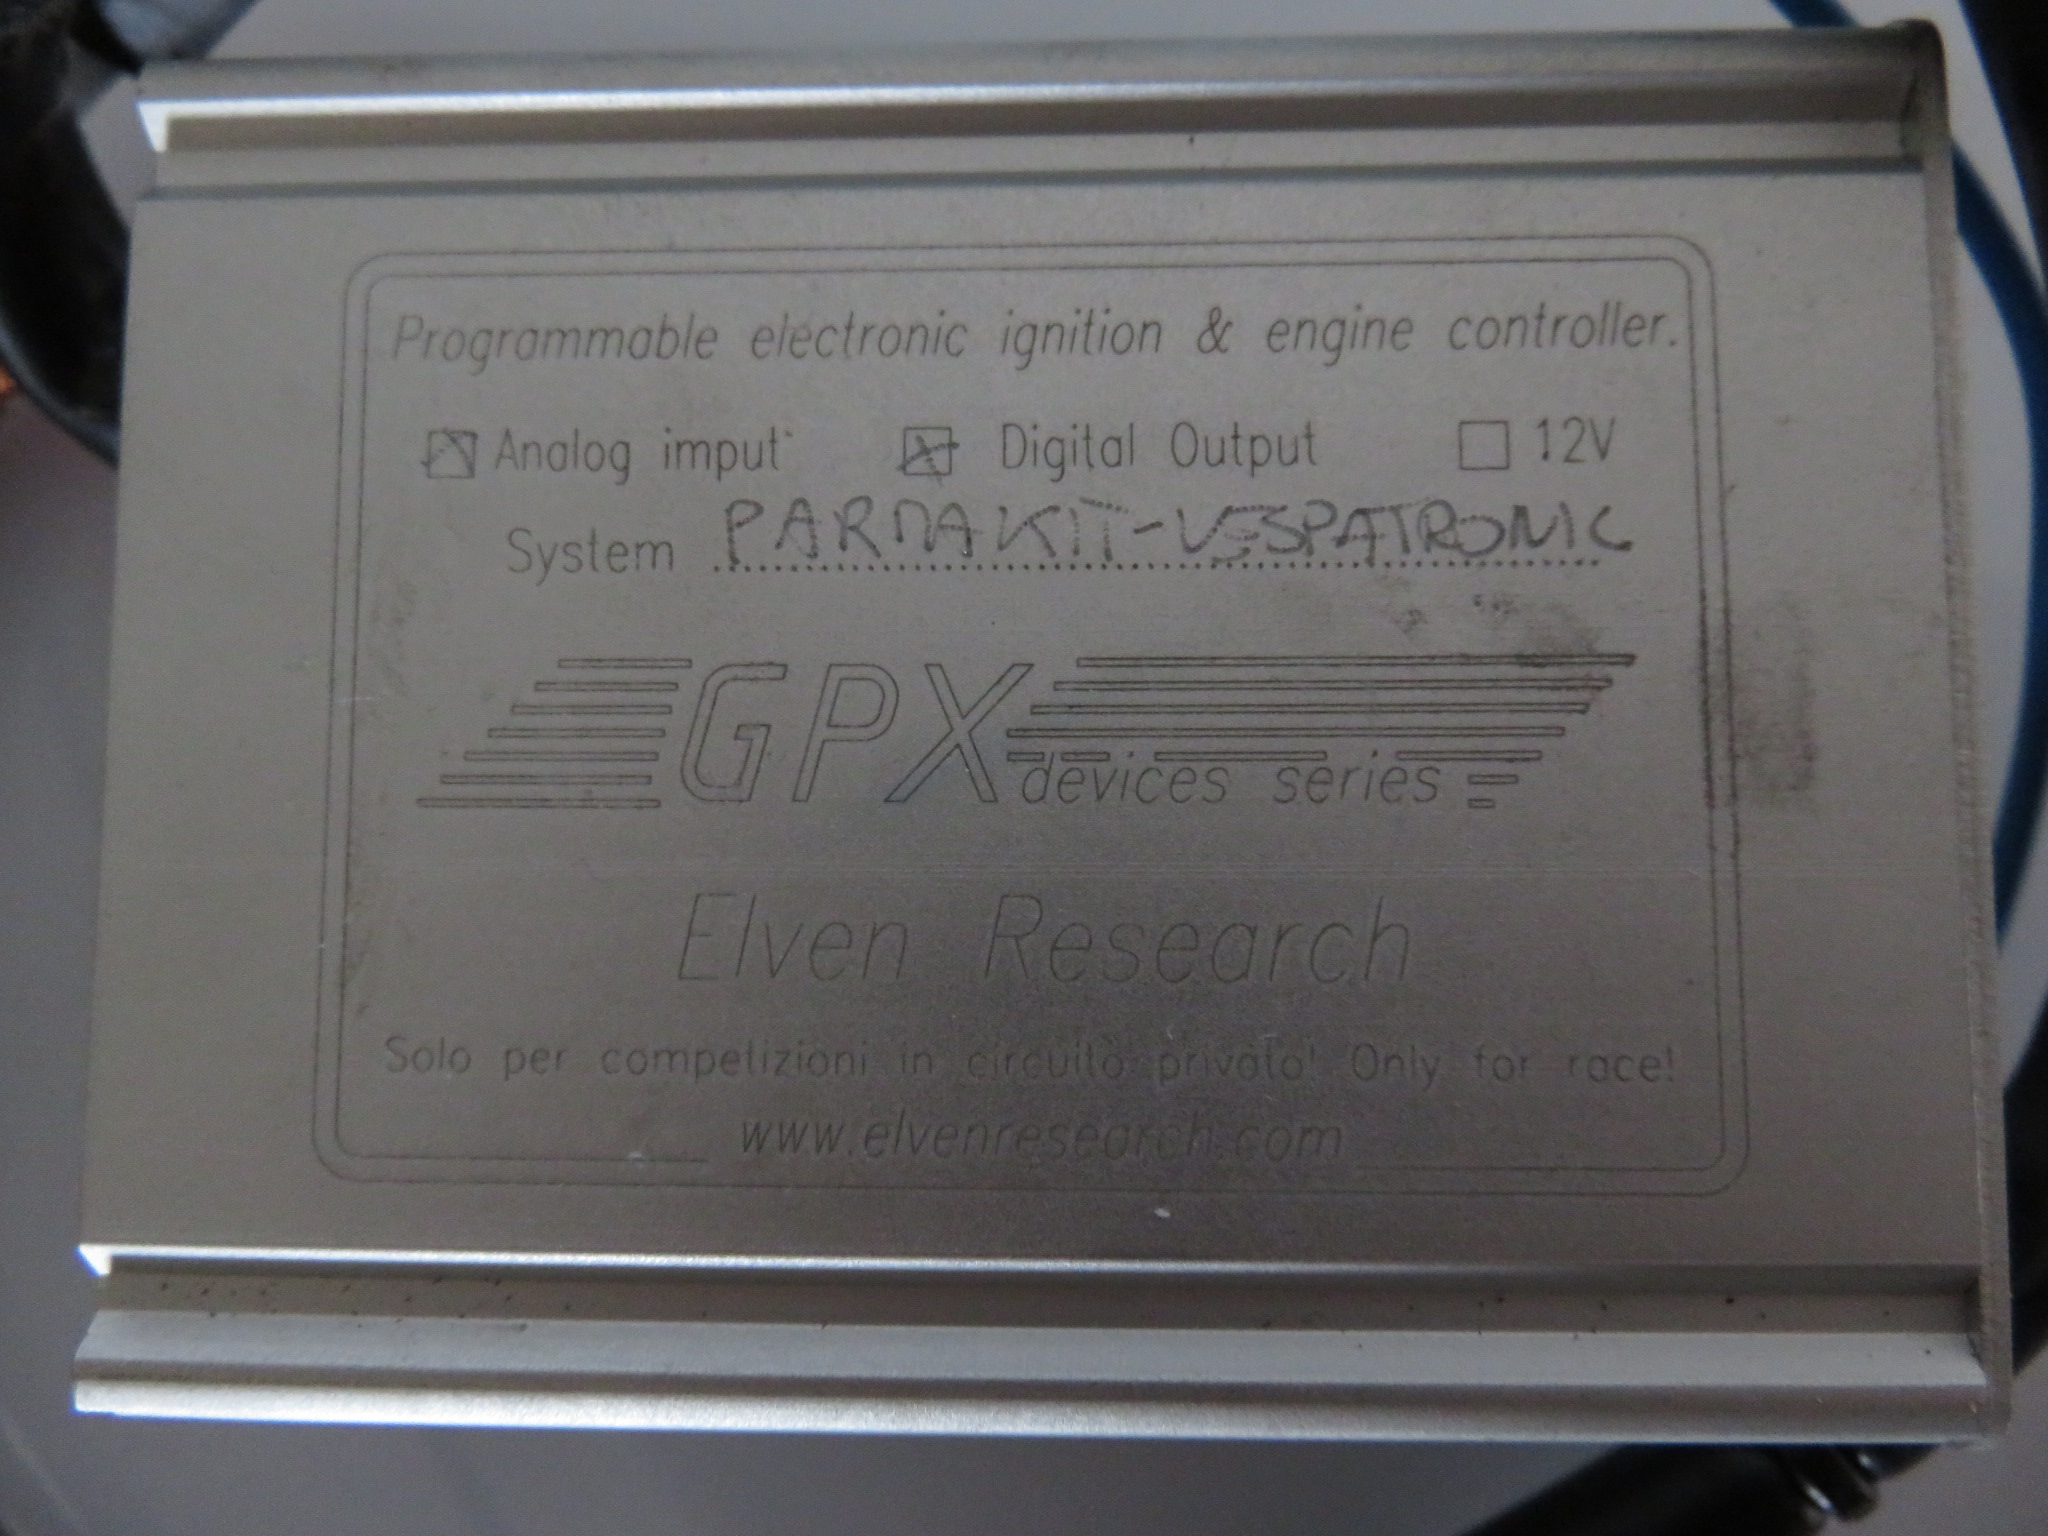 Programmable electronic ignition & engine controller.
Analog imput Digital Output 12V
System PARMAKIT-VESPATRONIC
GPX devices series
Elven Research
Solo per competizioni in circuito privato! Only for race!
www.elvenresearch.com